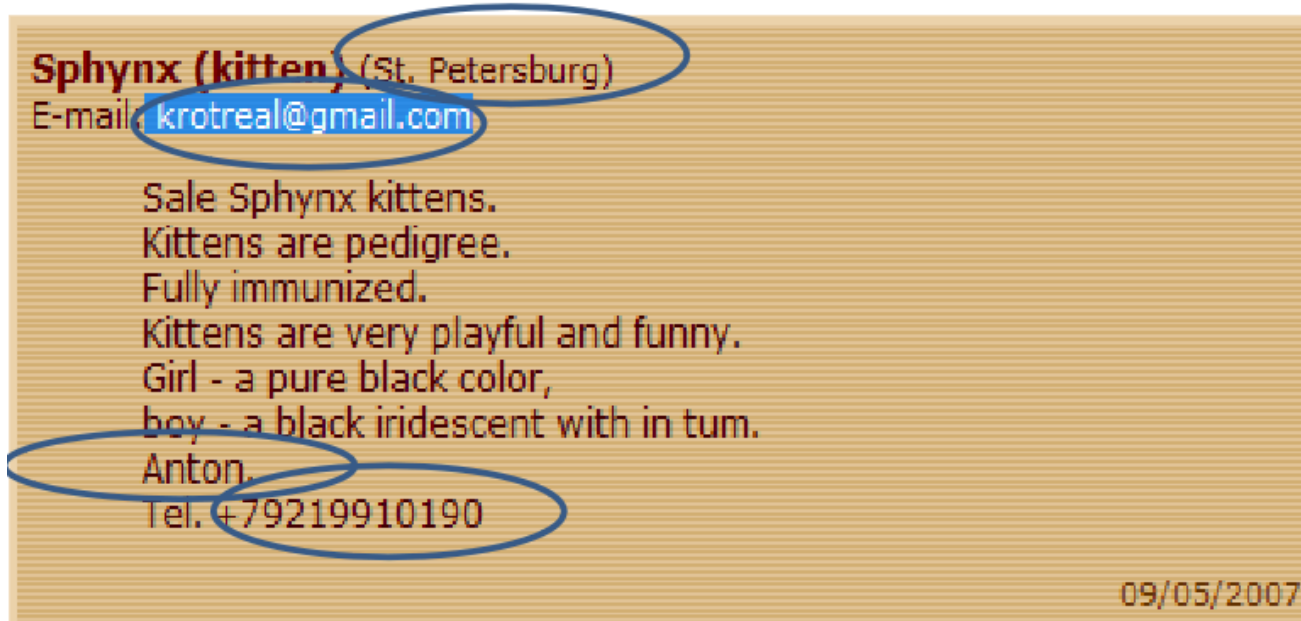 Sphynx (kitten) (St. Petersburg)
E-mail: krotreal@gmail.com
Sale Sphynx kittens.
Kittens are pedigree.
Fully immunized.
Kittens are very playful and funny.
Girl - a pure black color,
boy - a black iridescent with in tum.
Anton.
Tel. +79219910190
09/05/2007